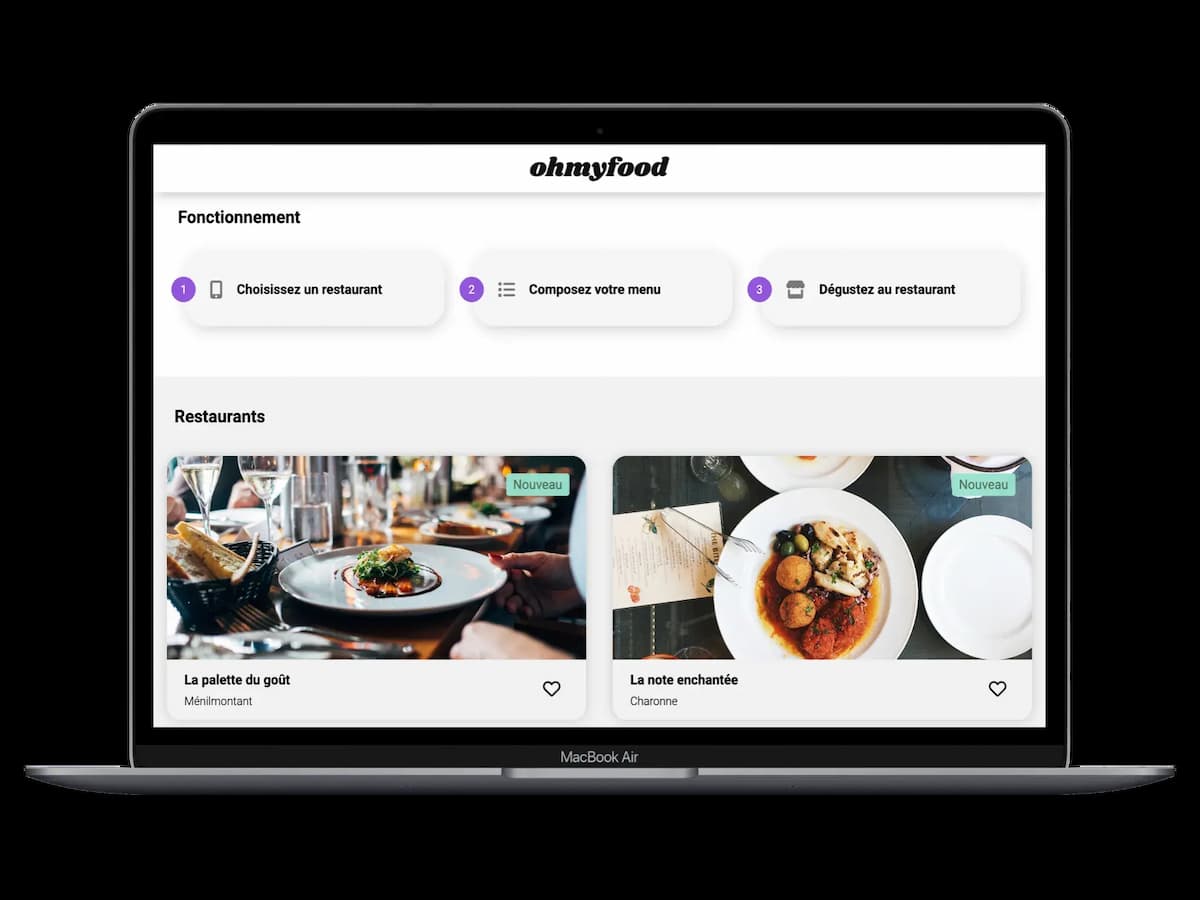 ohmyfood
Fonctionnement
1 Choisissez un restaurant
2 Composez votre menu
3 Dégustez au restaurant
Restaurants
Nouveau
Nouveau
La palette du goût
Ménilmontant
La note enchantée
Charonne
MacBook Air